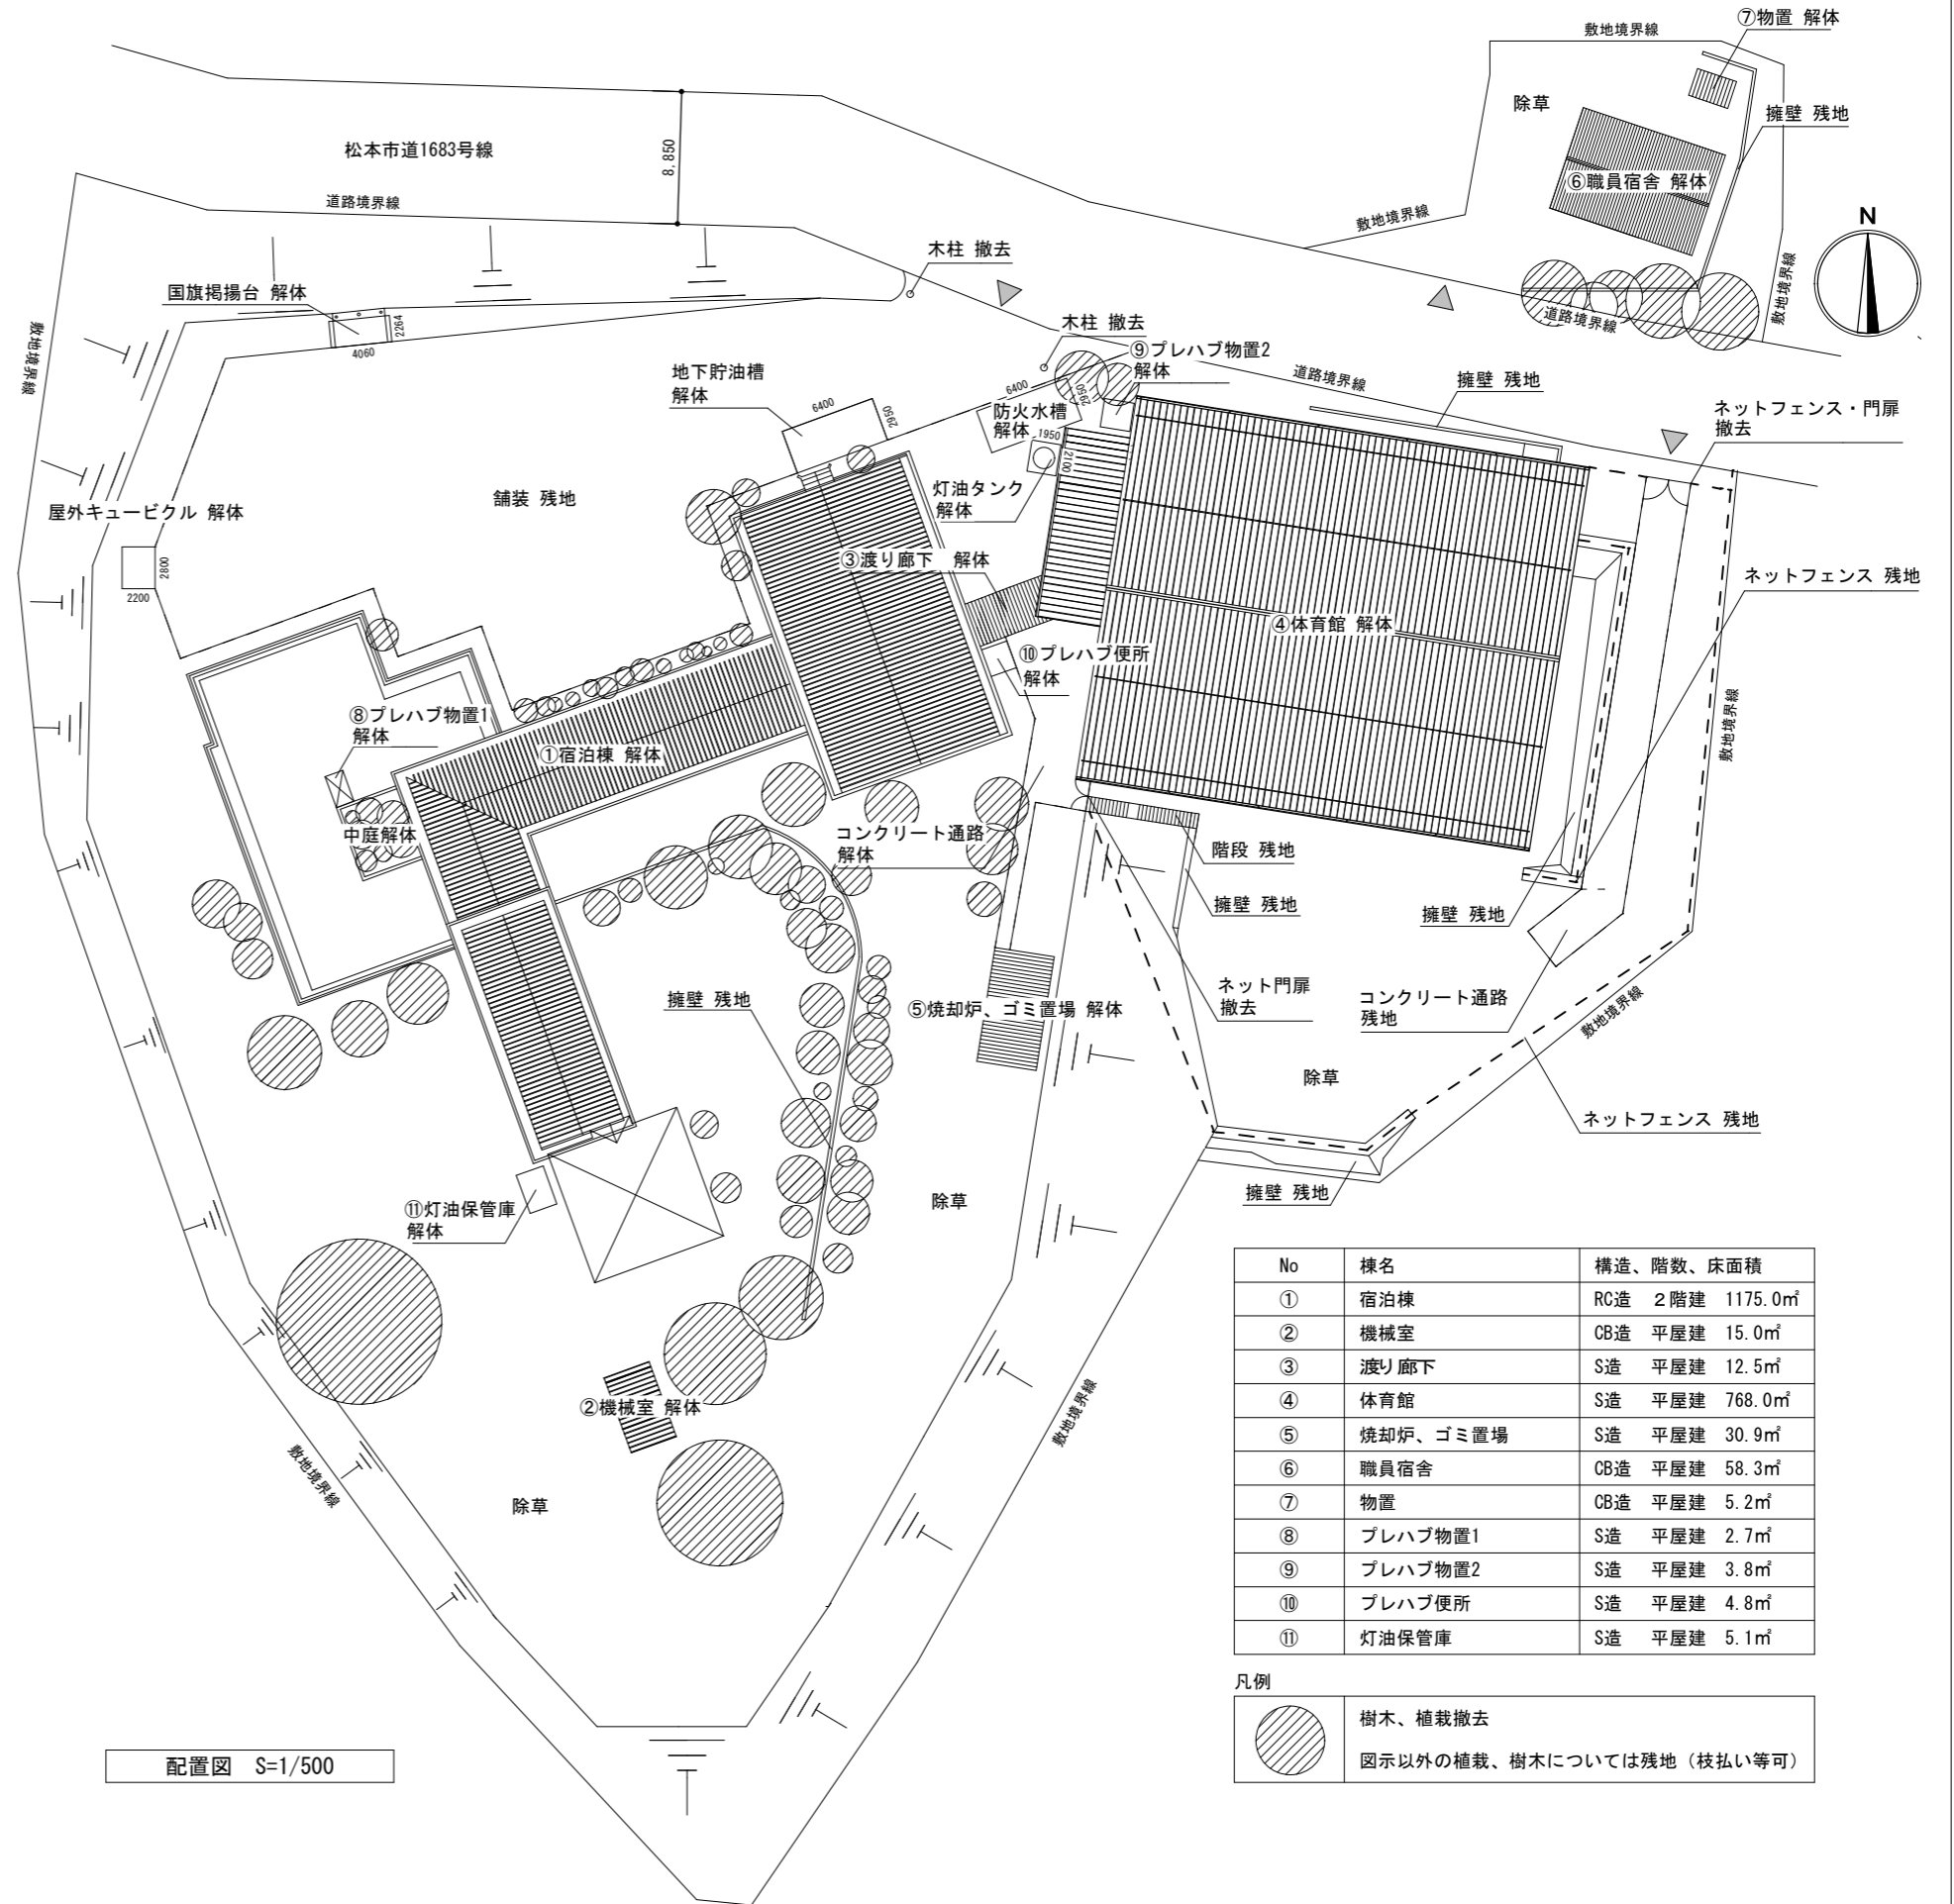 ⑦物置 解体
敷地境界線
除草
擁壁 残地
松本市道1683号線
8,850
⑥職員宿舎 解体
道路境界線
敷地境界線
N
木柱 撤去
敷地境界線
国旗掲揚台 解体
2264
4060
道路境界線
敷地境界線
木柱 撤去
⑨プレハブ物置2
解体
地下貯油槽
解体
6400
2950
6400
2950
道路境界線
擁壁 残地
ネットフェンス・門扉
撤去
防火水槽
解体
1950
2100
灯油タンク
解体
舗装 残地
屋外キュービクル 解体
2800
2200
③渡り廊下 解体
ネットフェンス 残地
④体育館 解体
⑩プレハブ便所
解体
敷地境界線
⑧プレハブ物置1
解体
①宿泊棟 解体
中庭解体
コンクリート通路
解体
階段 残地
擁壁 残地
擁壁 残地
ネット門扉
撤去
コンクリート通路
残地
敷地境界線
擁壁 残地
⑤焼却炉、ゴミ置場 解体
除草
ネットフェンス 残地
擁壁 残地
除草
⑪灯油保管庫
解体
②機械室 解体
敷地境界線
敷地境界線
除草
No 棟名 構造、階数、床面積
① 宿泊棟 RC造 2階建 1175.0㎡
② 機械室 CB造 平屋建 15.0㎡
③ 渡り廊下 S造 平屋建 12.5㎡
④ 体育館 S造 平屋建 768.0㎡
⑤ 焼却炉、ゴミ置場 S造 平屋建 30.9㎡
⑥ 職員宿舎 CB造 平屋建 58.3㎡
⑦ 物置 CB造 平屋建 5.2㎡
⑧ プレハブ物置1 S造 平屋建 2.7㎡
⑨ プレハブ物置2 S造 平屋建 3.8㎡
⑩ プレハブ便所 S造 平屋建 4.8㎡
⑪ 灯油保管庫 S造 平屋建 5.1㎡
凡例
樹木、植栽撤去
図示以外の植栽、樹木については残地（枝払い等可）
配置図 S=1/500